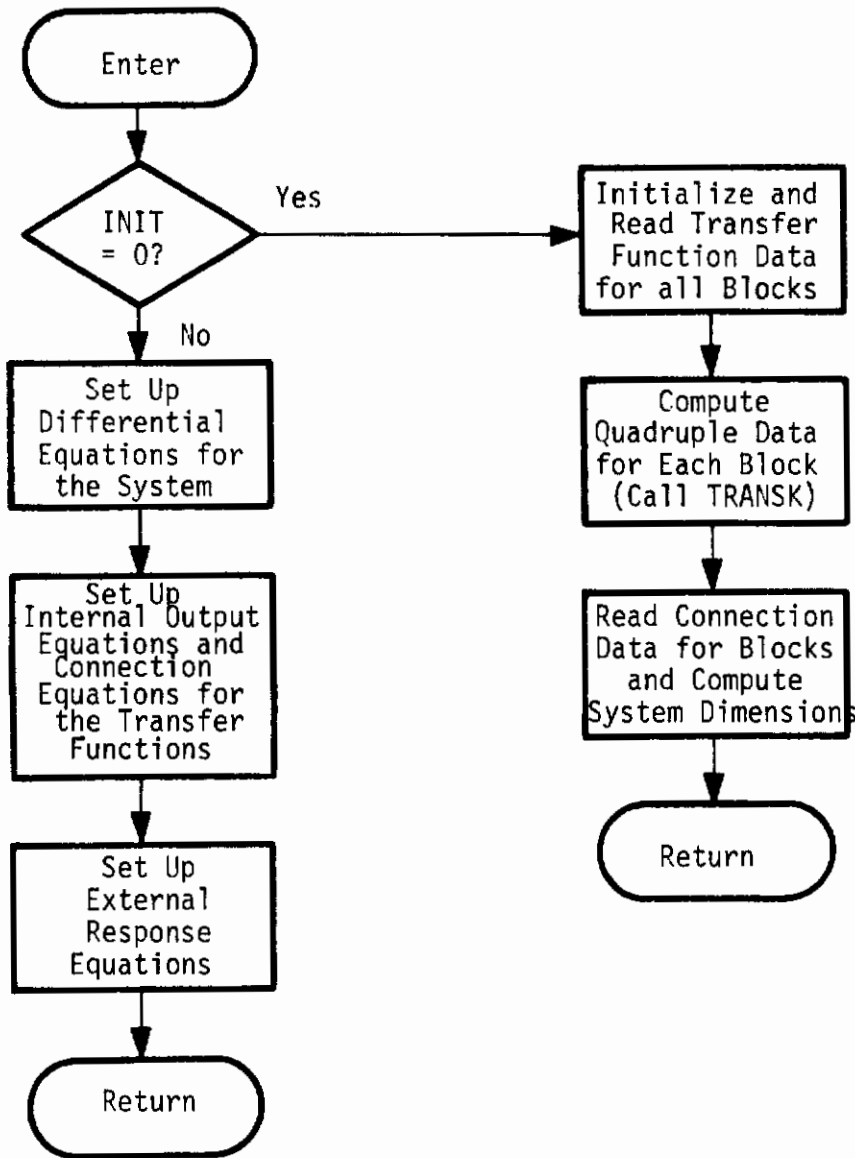 Enter
INIT
= 0?
Yes
No
Set Up
Differential
Equations for
the System
Set Up
Internal Output
Equations and
Connection
Equations for
the Transfer
Functions
Set Up
External
Response
Equations
Return
Initialize and
Read Transfer
Function Data
for all Blocks
Compute
Quadruple Data
for Each Block
(Call TRANSK)
Read Connection
Data for Blocks
and Compute
System Dimensions
Return